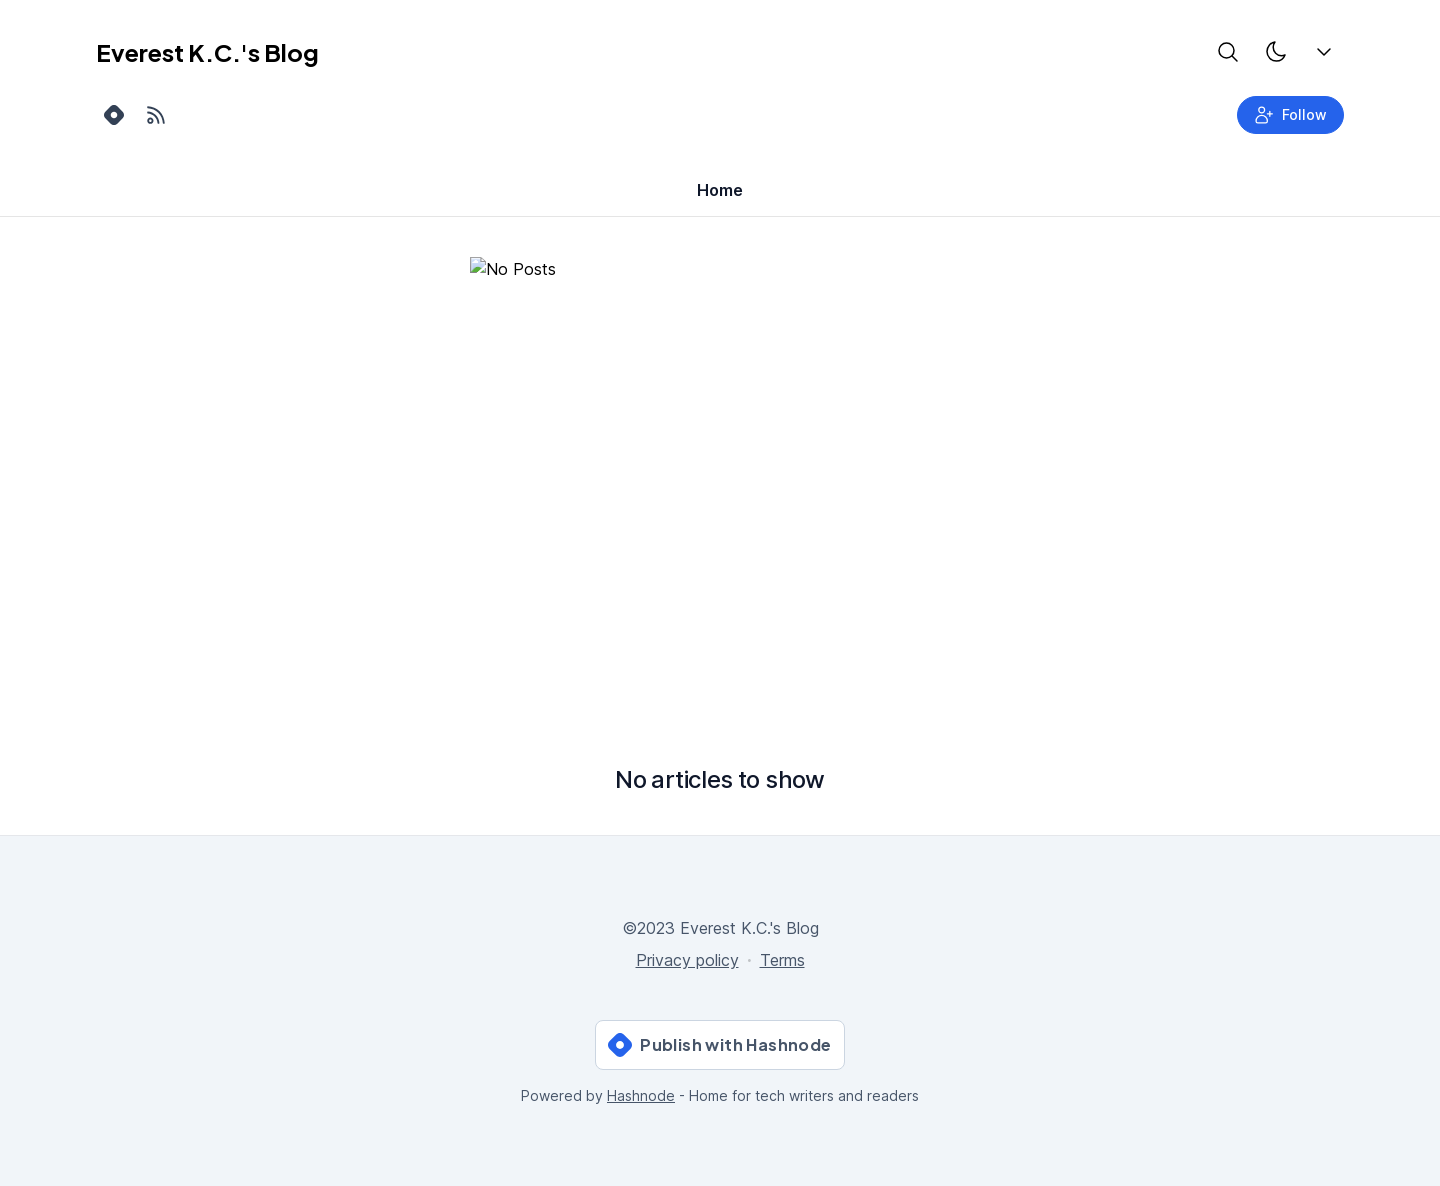 Everest K.C.'s Blog
Follow
Home
No Posts
No articles to show
©2023 Everest K.C.'s Blog
Privacy policy · Terms
Publish with Hashnode
Powered by Hashnode - Home for tech writers and readers